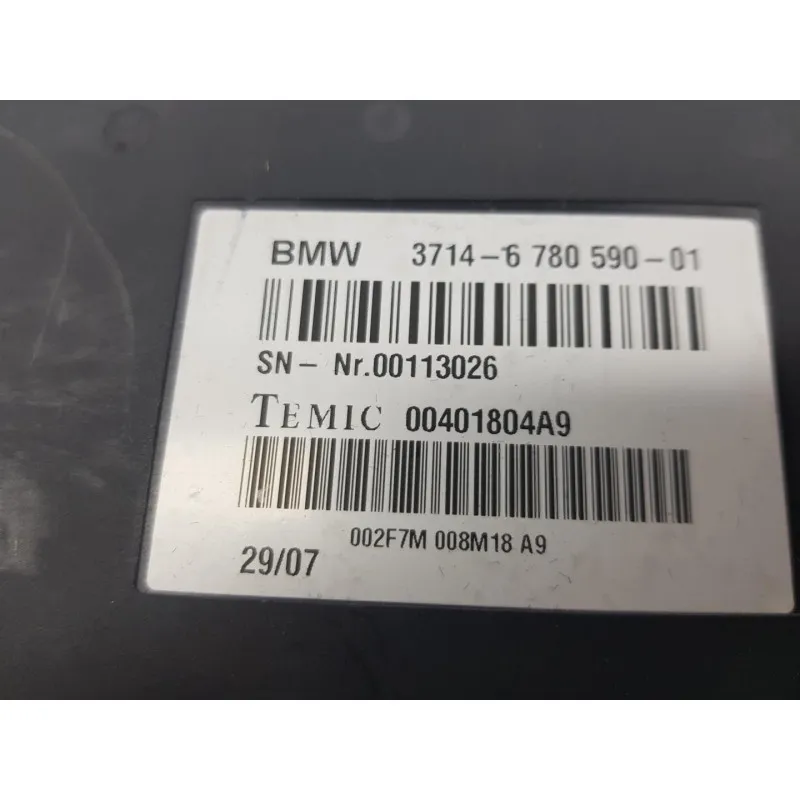 BMW 3714-6 780 590-01
SN- Nr.00113026
TEMIC 00401804A9
002F7M 008M18 A9
29/07